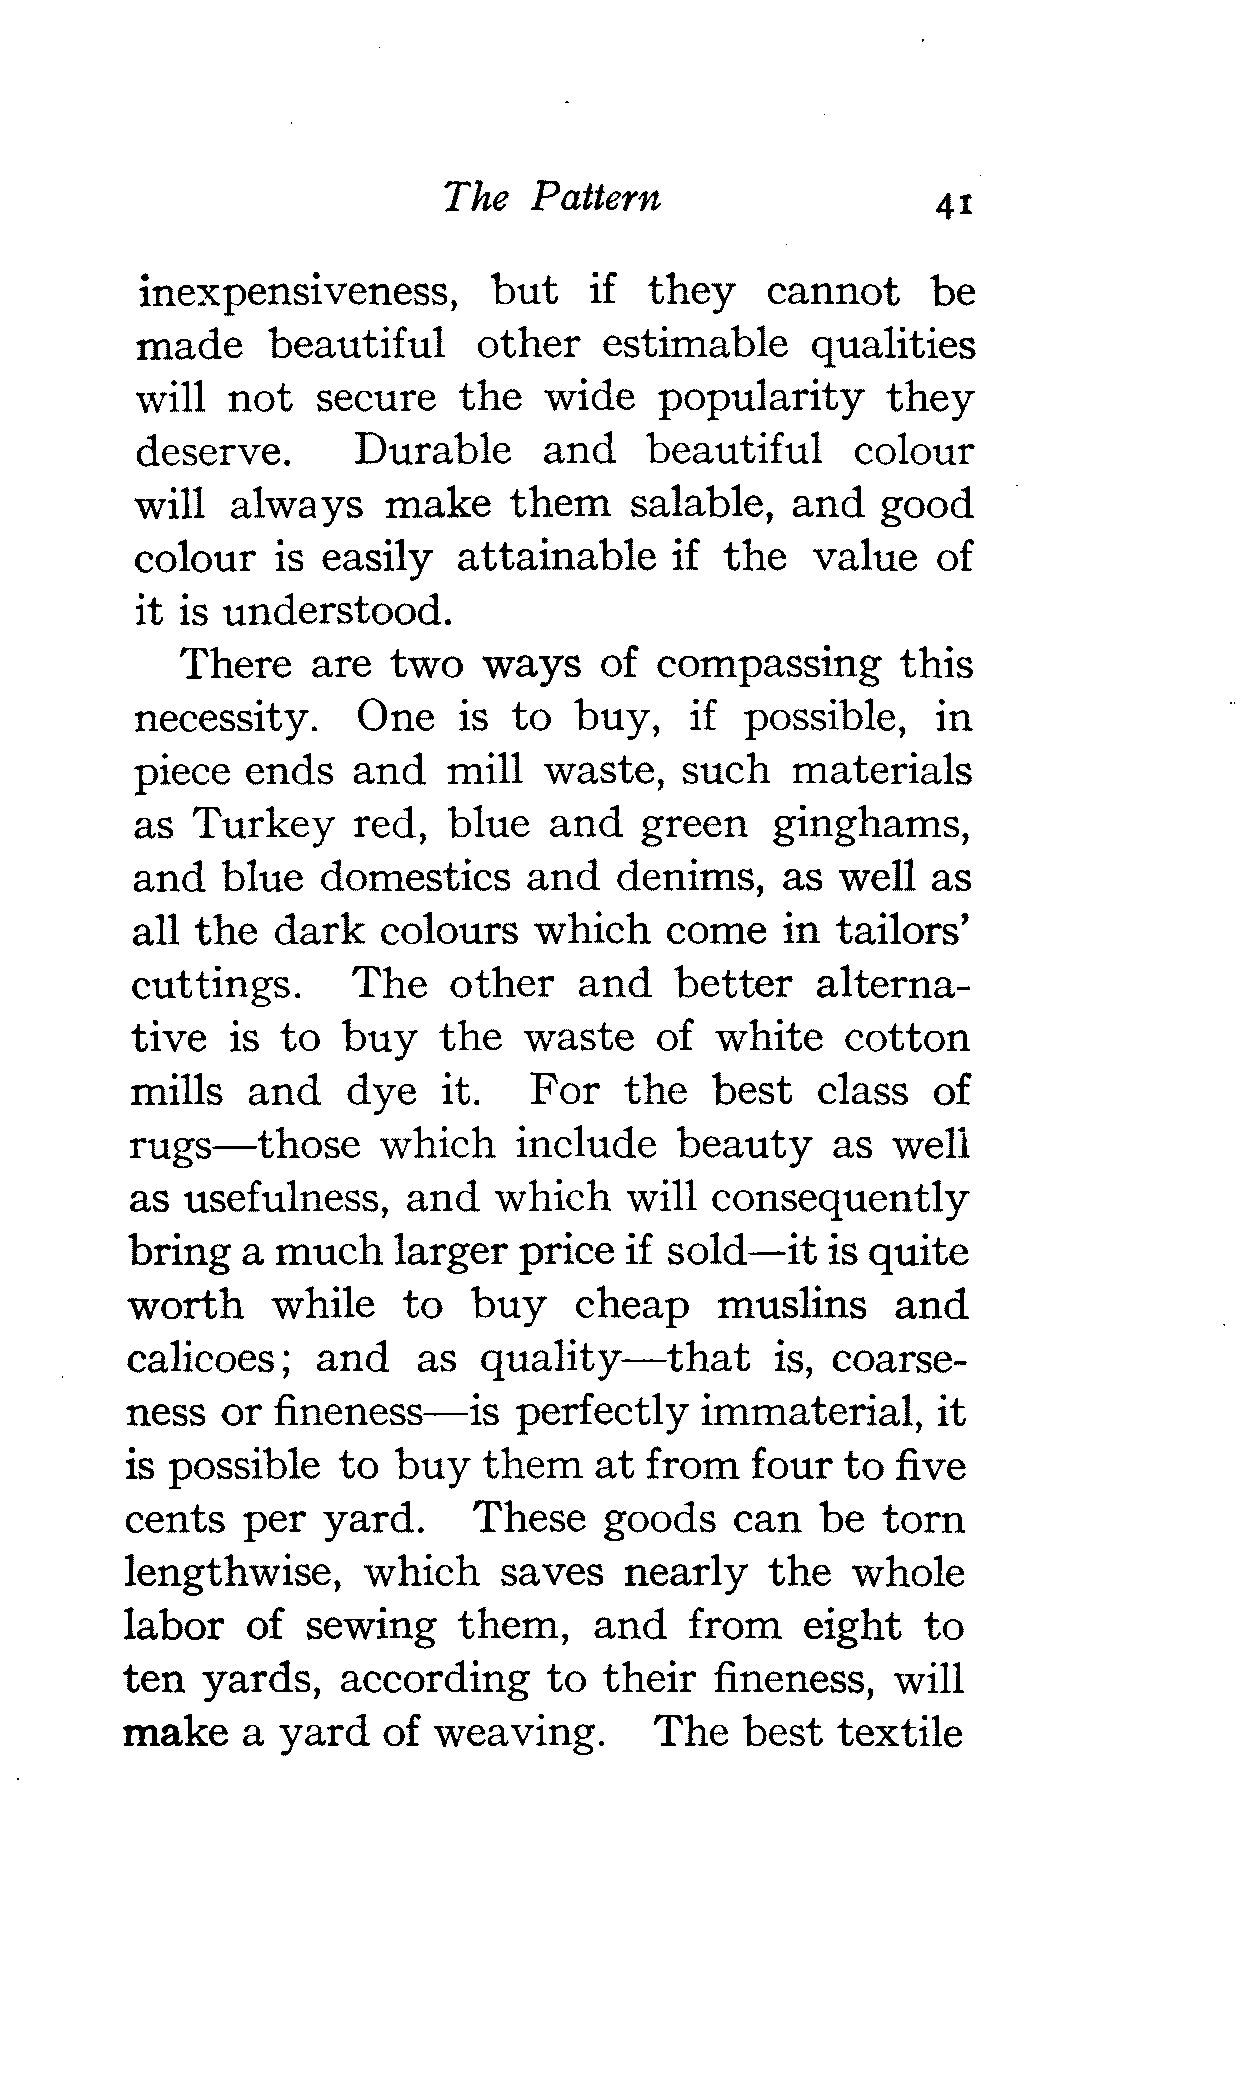 The Pattern 41
inexpensiveness, but if they cannot be
made beautiful other estimable qualities
will not secure the wide popularity they
deserve. Durable and beautiful colour
will always make them salable, and good
colour is easily attainable if the value of
it is understood.
There are two ways of compassing this
necessity. One is to buy, if possible, in
piece ends and mill waste, such materials
as Turkey red, blue and green ginghams,
and blue domestics and denims, as well as
all the dark colours which come in tailors'
cuttings. The other and better alterna-
tive is to buy the waste of white cotton
mills and dye it. For the best class of
rugs—those which include beauty as well
as usefulness, and which will consequently
bring a much larger price if sold—it is quite
worth while to buy cheap muslins and
calicoes; and as quality—that is, coarse-
ness or fineness—is perfectly immaterial, it
is possible to buy them at from four to five
cents per yard. These goods can be torn
lengthwise, which saves nearly the whole
labor of sewing them, and from eight to
ten yards, according to their fineness, will
make a yard of weaving. The best textile